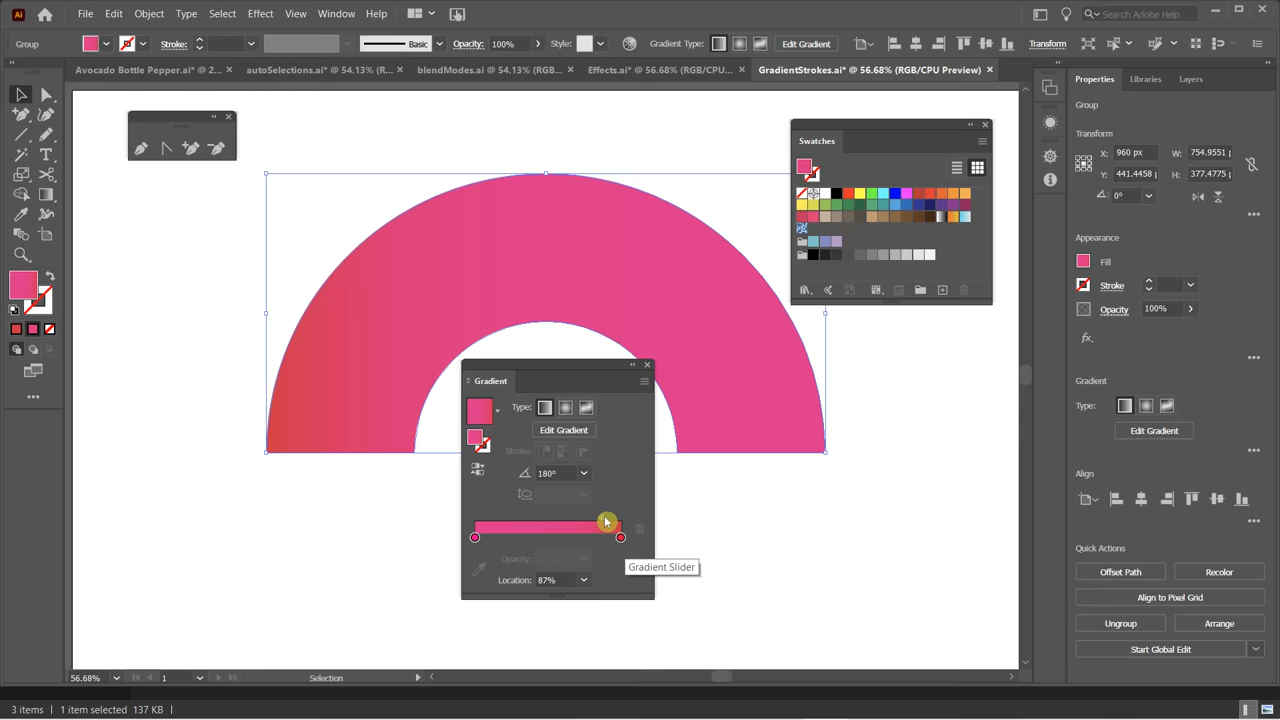 Ai File Edit Object Type Select Effect View Window Help Search Adobe Help
Group Stroke: Basic Opacity: 100% Style: Gradient Type: Edit Gradient Transform
Avocado Bottle Pepper.ai* @ 2... × autoSelections.ai* @ 54.13% (R... × blendModes.ai @ 54.13% (RGB... × Effects.ai* @ 56.68% (RGB/CPU... × GradientStrokes.ai* @ 56.68% (RGB/CPU Preview) ×
Properties Libraries Layers
Group
Transform
X: 960 px W: 754.9551 p
Y: 441.4458 p H: 377.4775 p
0°
Appearance
Fill
Stroke
Opacity 100%
fx.
Gradient
Type:
Edit Gradient
Align
Quick Actions
Offset Path Recolor
Align to Pixel Grid
Ungroup Arrange
Start Global Edit
Swatches
Gradient
Type:
Edit Gradient
Stroke:
180°
Opacity:
Location: 87%
Gradient Slider
56.68% 1 Selection
3 items 1 item selected 137 KB